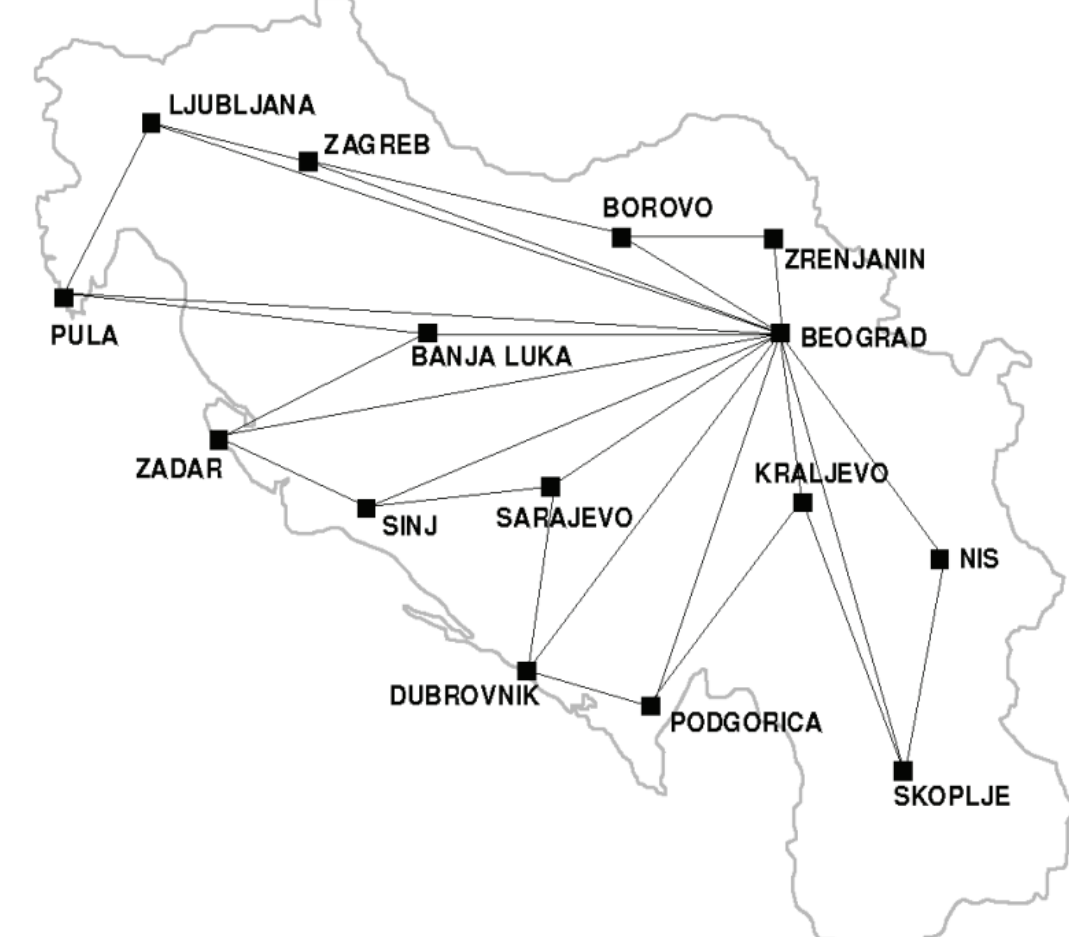 LJUBLJANA
ZAGREB
BOROVO
ZRENJANIN
PULA
BEOGRAD
BANJA LUKA
ZADAR
KRALJEVO
SINJ
SARAJEVO
NIS
DUBROVNIK
PODGORICA
SKOPLJE